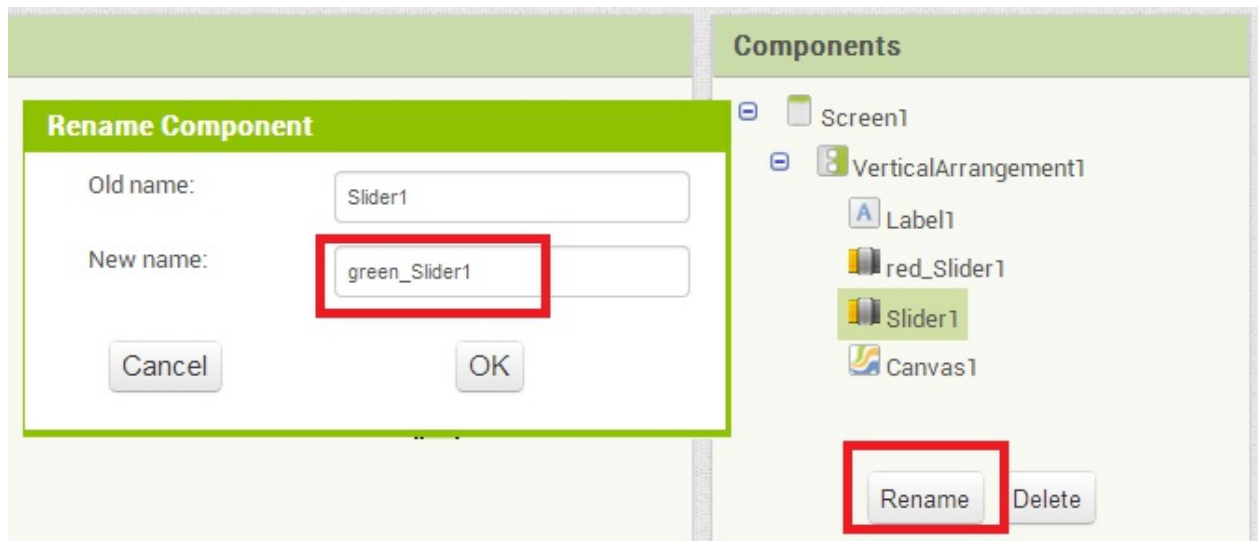 Rename Component
Old name:
Slider1
New name:
green_Slider1
Cancel
OK
Components
Screen1
VerticalArrangement1
A Label1
red_Slider1
Slider1
Canvas1
Rename
Delete